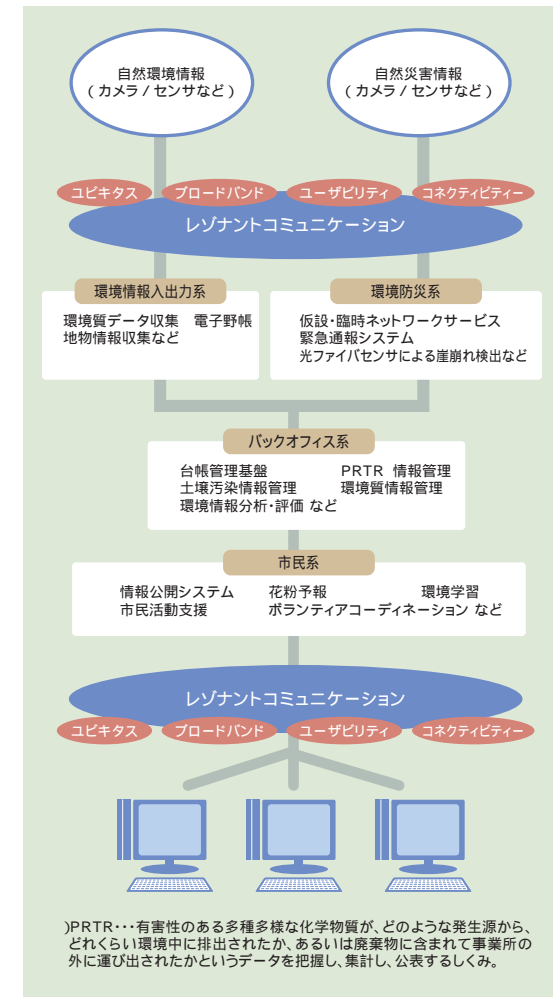 自然環境情報
(カメラ/センサなど)
自然災害情報
(カメラ/センサなど)
ユビキタス ブロードバンド ユーザビリティ コネクティビティー
レゾナントコミュニケーション
環境情報入出力系
環境質データ収集 電子野帳
地物情報収集など
環境防災系
仮設・臨時ネットワークサービス
緊急通報システム
光ファイバセンサによる崖崩れ検出など
バックオフィス系
台帳管理基盤 PRTR 情報管理
土壌汚染情報管理 環境質情報管理
環境情報分析・評価 など
市民系
情報公開システム 花粉予報 環境学習
市民活動支援 ボランティアコーディネーション など
レゾナントコミュニケーション
ユビキタス ブロードバンド ユーザビリティ コネクティビティー
)PRTR・・・有害性のある多種多様な化学物質が、どのような発生源から、
どれくらい環境中に排出されたか、あるいは廃棄物に含まれて事業所の
外に運び出されたかというデータを把握し、集計し、公表するしくみ。